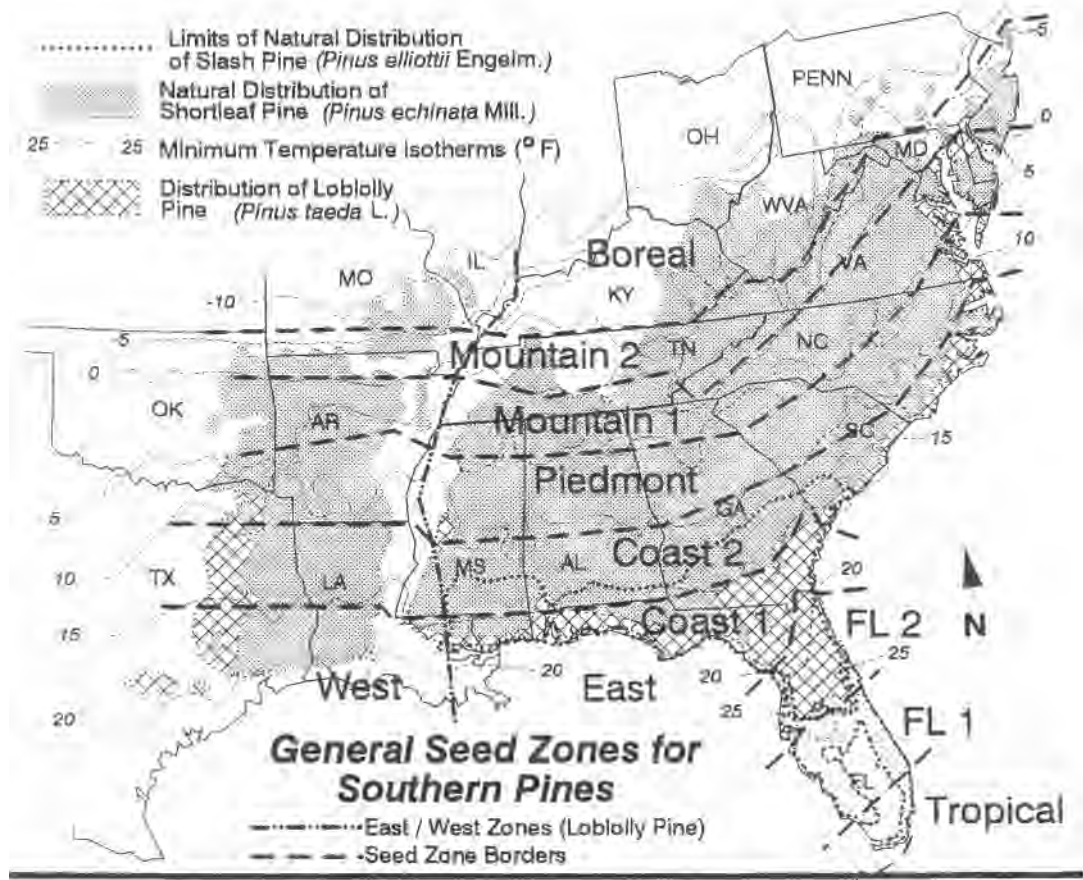 Limits of Natural Distribution
of Slash Pine (Pinus elliottii Engelm.)
Natural Distribution of
Shortleaf Pine (Pinus echinata Mill.)
25 25 Minimum Temperature Isotherms (°F)
Distribution of Loblolly
Pine (Pinus taeda L.)
-5
PENN
OH
0
MD
5
WVA
10
IL
Boreal
VA
MO
KY
-10
-5
Mountain 2
TN
NC
0
OK
AR
Mountain 1
SC
15
Piedmont
GA
5
Coast 2
MS
AL
20
TX
LA
10
Coast 1
FL 2
N
15
20
20
25
West
East
20
25
FL 1
FL
General Seed Zones for
Southern Pines
Tropical
East / West Zones (Loblolly Pine)
Seed Zone Borders